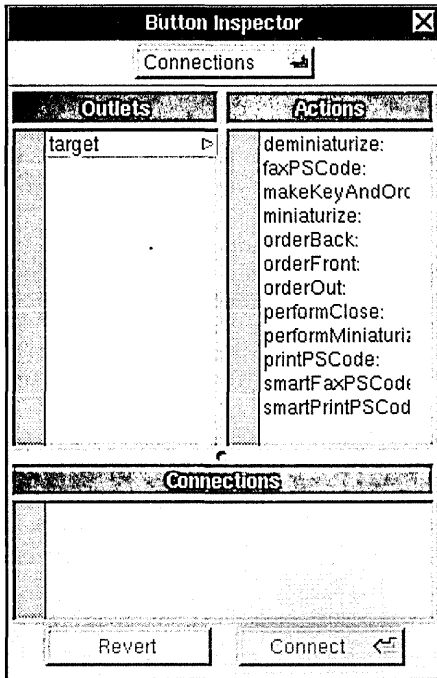 Button Inspector
Connections
Outlets
Actions
target
deminiaturize:
faxPSCode:
makeKeyAndOrc
miniaturize:
orderBack:
orderFront:
orderOut:
performClose:
performMiniaturiz
printPSCode:
smartFaxPSCode
smartPrintPSCod
Connections
Revert
Connect